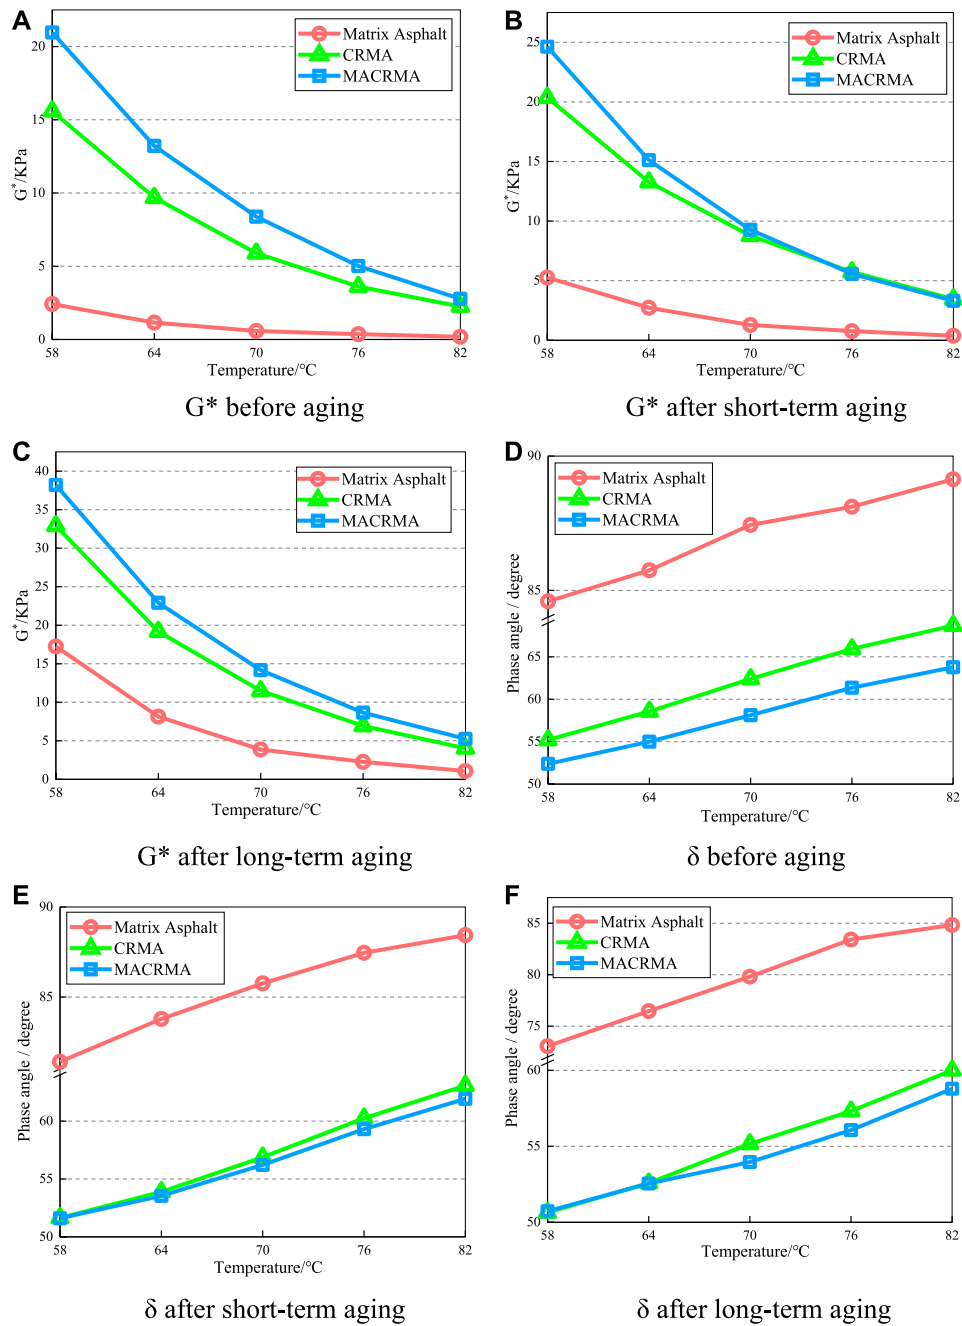 A
20
15
10
5
0
G*/KPa
Matrix Asphalt
CRMA
MACRMA
58 64 70 76 82
Temperature/°C
G* before aging
B
25
20
15
10
5
0
G*/KPa
Matrix Asphalt
CRMA
MACRMA
58 64 70 76 82
Temperature/°C
G* after short-term aging
C
40
35
30
25
20
15
10
5
0
G*/KPa
Matrix Asphalt
CRMA
MACRMA
58 64 70 76 82
Temperature/°C
G* after long-term aging
D
90
85
65
60
55
50
Phase angle / degree
Matrix Asphalt
CRMA
MACRMA
58 64 70 76 82
Temperature/°C
δ before aging
E
90
85
60
55
50
Phase angle / degree
Matrix Asphalt
CRMA
MACRMA
58 64 70 76 82
Temperature/°C
δ after short-term aging
F
85
80
75
60
55
50
Phase angle / degree
Matrix Asphalt
CRMA
MACRMA
58 64 70 76 82
Temperature/°C
δ after long-term aging